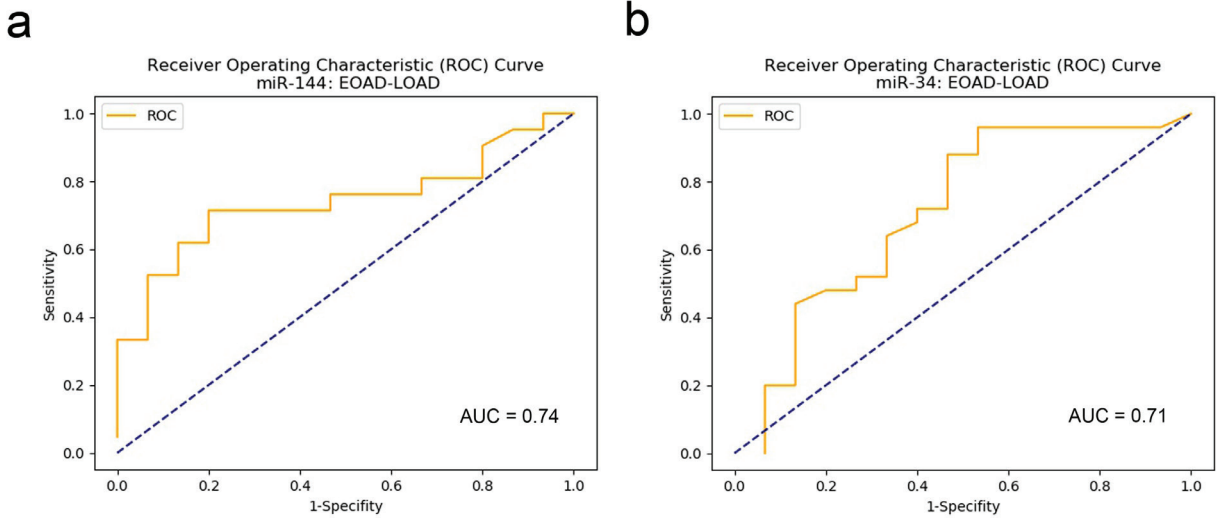 a
Receiver Operating Characteristic (ROC) Curve
miR-144: EOAD-LOAD
ROC
1.0
0.8
0.6
0.4
0.2
0.0
Sensitivity
AUC = 0.74
0.0 0.2 0.4 0.6 0.8 1.0
1-Specifity
b
Receiver Operating Characteristic (ROC) Curve
miR-34: EOAD-LOAD
ROC
1.0
0.8
0.6
0.4
0.2
0.0
Sensitivity
AUC = 0.71
0.0 0.2 0.4 0.6 0.8 1.0
1-Specifity